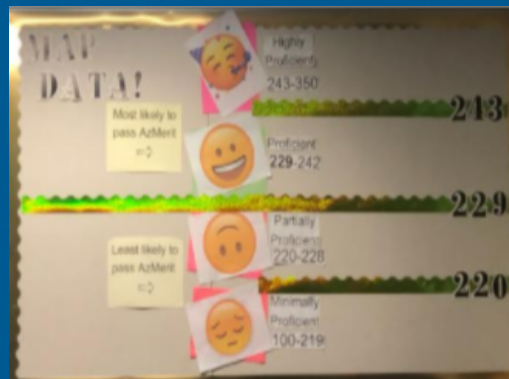 MAP
DATA!
Highly
Proficient
243-350
243
Most likely to
pass AzMerit
=>
Proficient
229-242
229
Partially
Proficient
220-228
Least likely to
pass AzMerit
=>
220
Minimally
Proficient
100-219